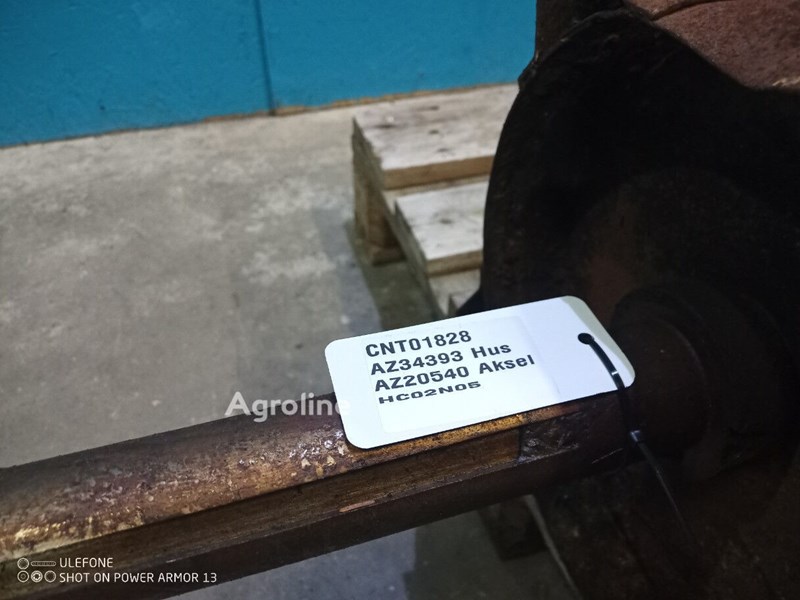 CNT01828
AZ34393 Hus
AZ20540 Aksel
HC02N05
Agroline
ULEFONE
SHOT ON POWER ARMOR 13